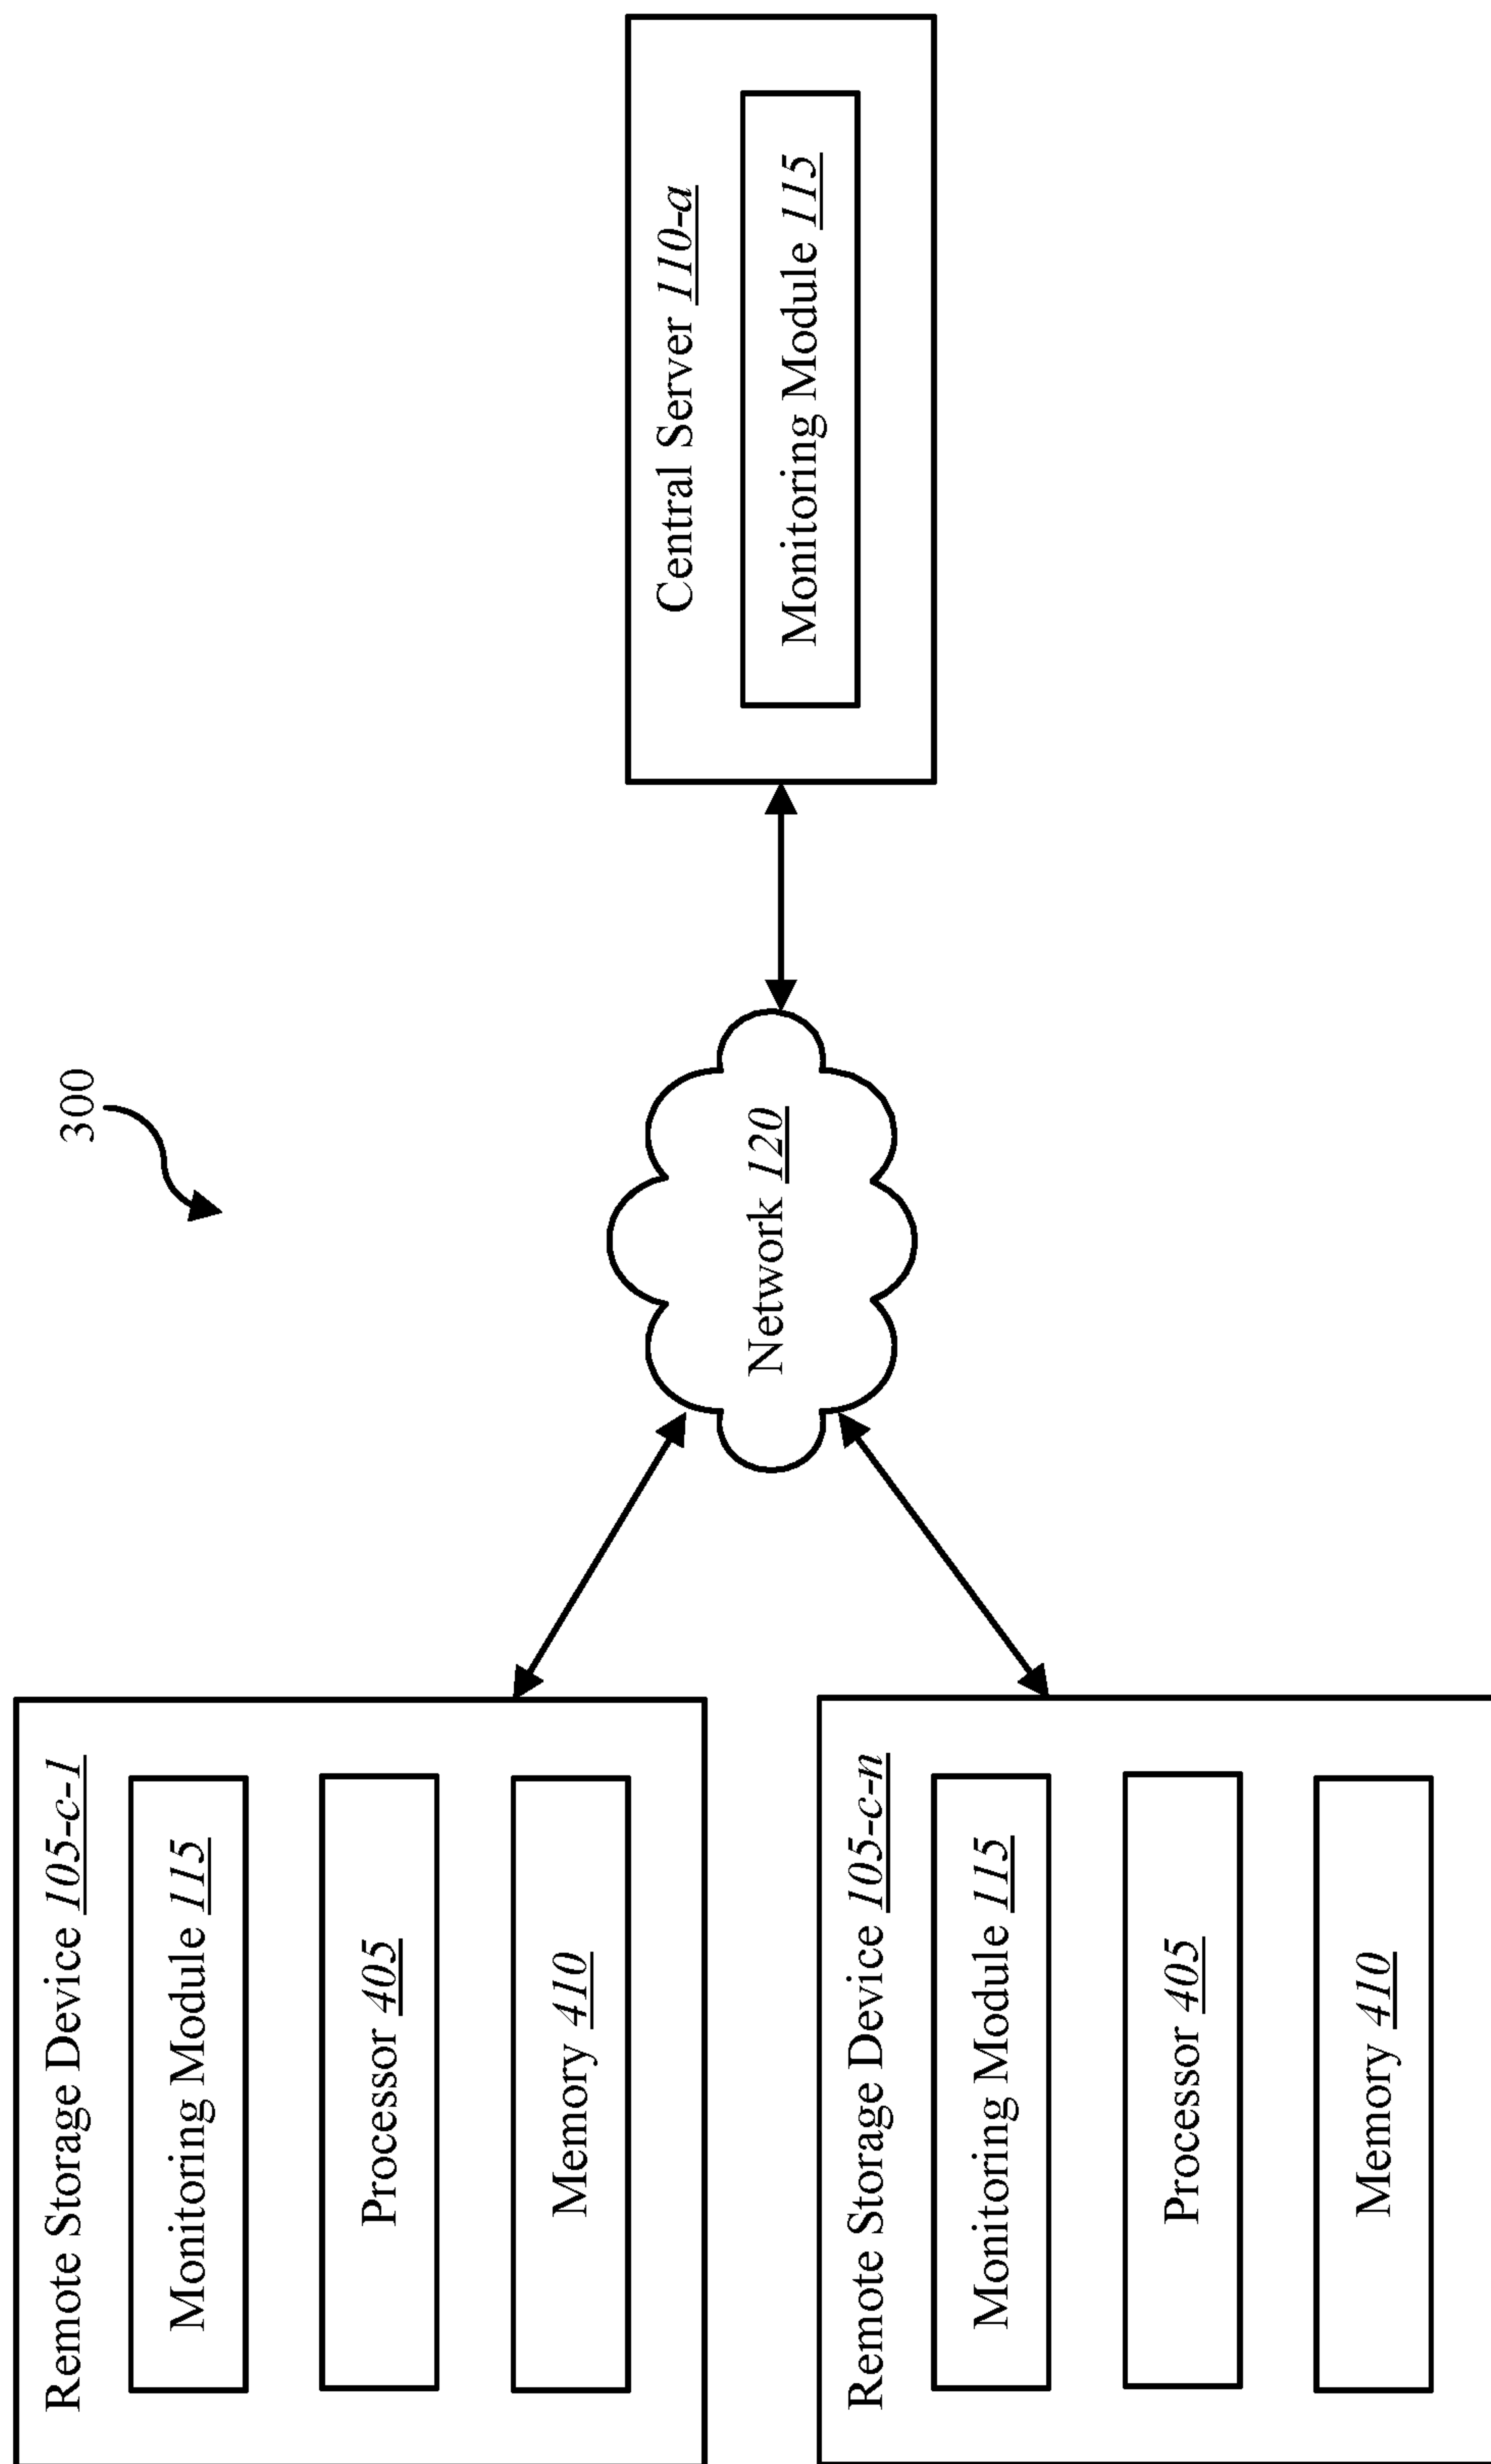 300
Remote Storage Device 105-c-1
Monitoring Module 115
Processor 405
Memory 410
Remote Storage Device 105-c-n
Monitoring Module 115
Processor 405
Memory 410
Network 120
Central Server 110-a
Monitoring Module 115